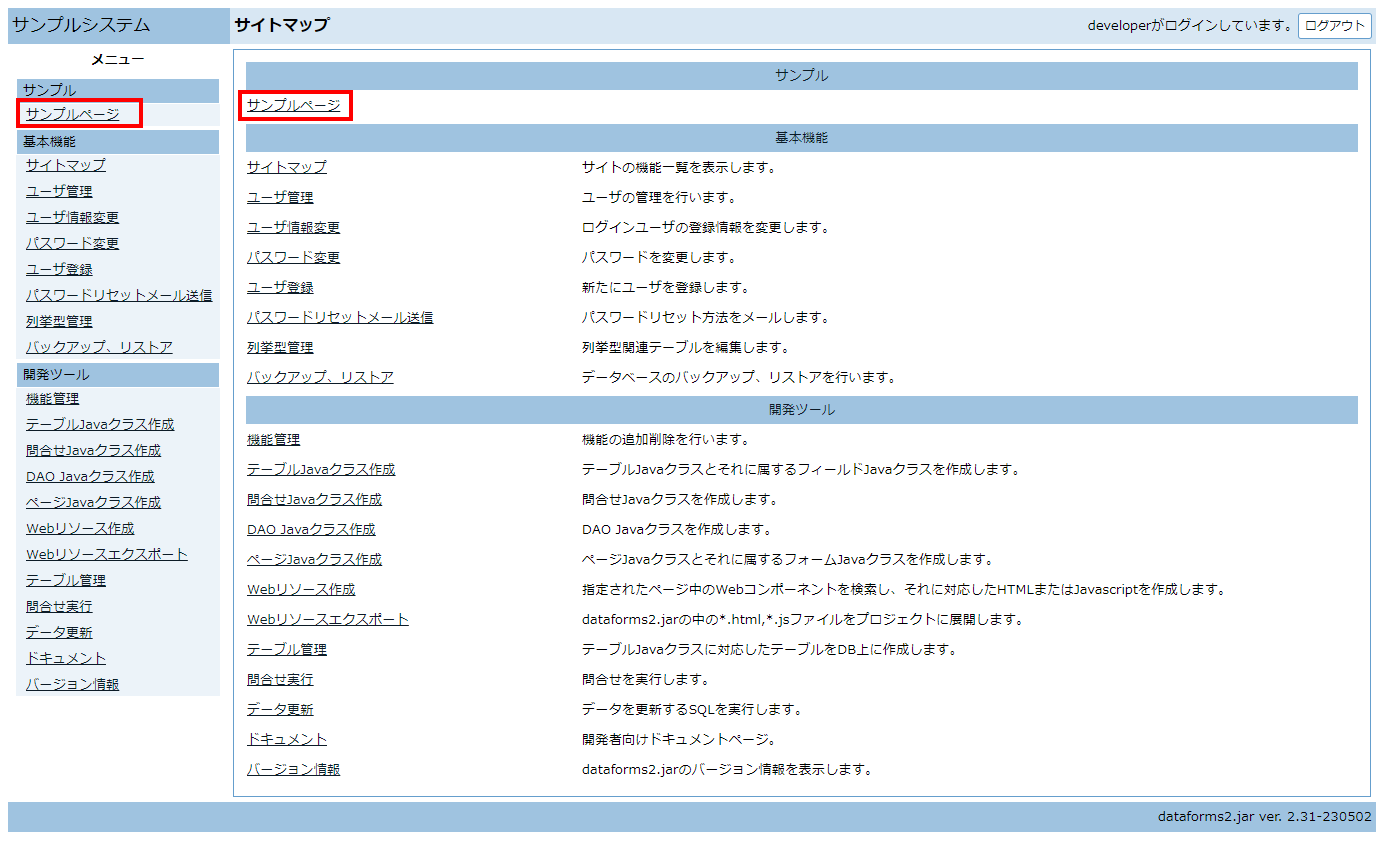 サンプルシステム
サイトマップ
developerがログインしています。 ログアウト
メニュー
サンプル
サンプルページ
基本機能
サイトマップ
ユーザ管理
ユーザ情報変更
パスワード変更
ユーザ登録
パスワードリセットメール送信
列挙型管理
バックアップ、リストア
開発ツール
機能管理
テーブルJavaクラス作成
問合せJavaクラス作成
DAO Javaクラス作成
ページJavaクラス作成
Webリソース作成
Webリソースエクスポート
テーブル管理
問合せ実行
データ更新
ドキュメント
バージョン情報
サンプル
サンプルページ
基本機能
サイトマップ サイトの機能一覧を表示します。
ユーザ管理 ユーザの管理を行います。
ユーザ情報変更 ログインユーザの登録情報を変更します。
パスワード変更 パスワードを変更します。
ユーザ登録 新たにユーザを登録します。
パスワードリセットメール送信 パスワードリセット方法をメールします。
列挙型管理 列挙型関連テーブルを編集します。
バックアップ、リストア データベースのバックアップ、リストアを行います。
開発ツール
機能管理 機能の追加削除を行います。
テーブルJavaクラス作成 テーブルJavaクラスとそれに属するフィールドJavaクラスを作成します。
問合せJavaクラス作成 問合せJavaクラスを作成します。
DAO Javaクラス作成 DAO Javaクラスを作成します。
ページJavaクラス作成 ページJavaクラスとそれに属するフォームJavaクラスを作成します。
Webリソース作成 指定されたページ中のWebコンポーネントを検索し、それに対応したHTMLまたはJavascriptを作成します。
Webリソースエクスポート dataforms2.jarの中の*.html,*.jsファイルをプロジェクトに展開します。
テーブル管理 テーブルJavaクラスに対応したテーブルをDB上に作成します。
問合せ実行 問合せを実行します。
データ更新 データを更新するSQLを実行します。
ドキュメント 開発者向けドキュメントページ。
バージョン情報 dataforms2.jarのバージョン情報を表示します。
dataforms2.jar ver. 2.31-230502